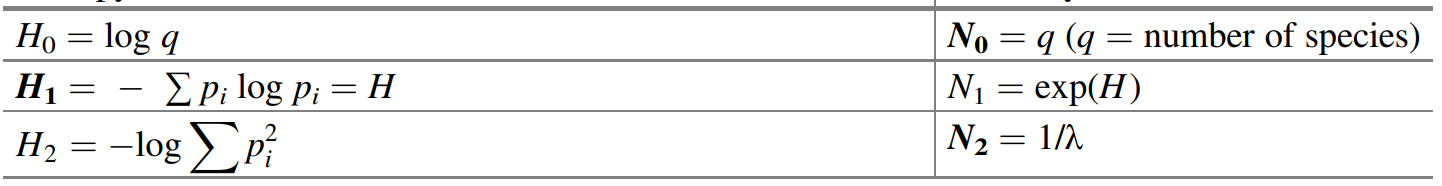 H₀ = log q
N₀ = q (q = number of species)
H₁ = − ∑ pᵢ log pᵢ = H
N₁ = exp(H)
H₂ = −log ∑ pᵢ²
N₂ = 1/λ